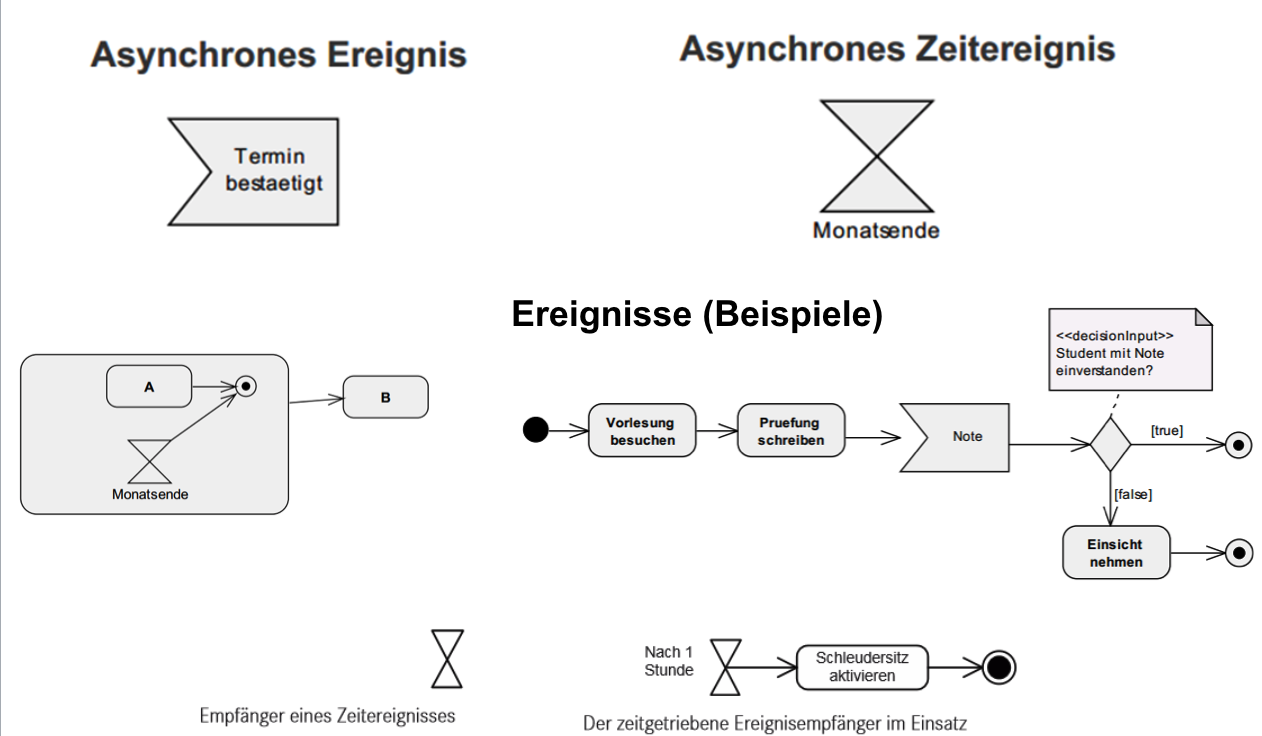 Asynchrones Ereignis
Asynchrones Zeitereignis
Termin
bestaetigt
Monatsende
Ereignisse (Beispiele)
A
B
Monatsende
<<decisionInput>>
Student mit Note
einverstanden?
Vorlesung
besuchen
Pruefung
schreiben
Note
[true]
[false]
Einsicht
nehmen
Empfänger eines Zeitereignisses
Nach 1
Stunde
Schleudersitz
aktivieren
Der zeitgetriebene Ereignisempfänger im Einsatz